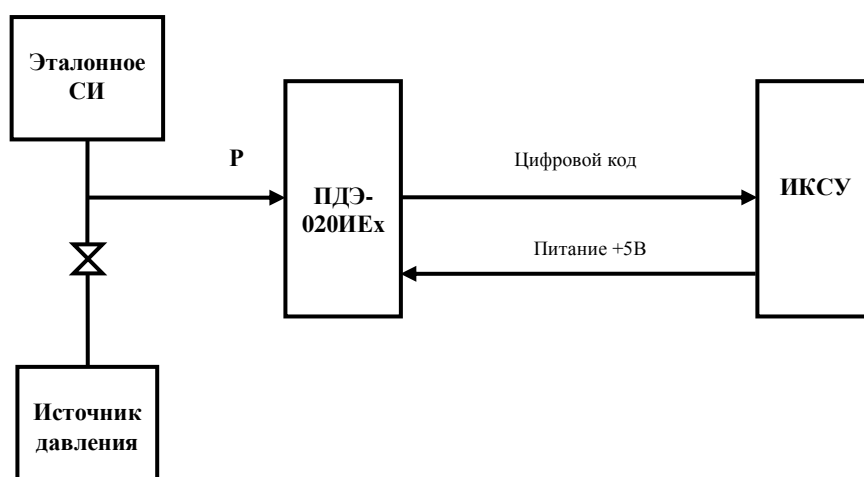 Эталонное
СИ
P
Цифровой код
ПДЭ-
020ИЕх
ИКСУ
Питание +5В
Источник
давления